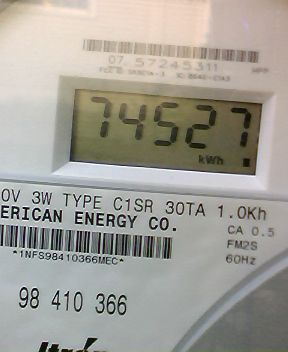 07. 57245311
74527
kWh
0V 3W TYPE C1SR 30TA 1.0Kh
ERICAN ENERGY CO.
CA 0.5
FM2S
60Hz
*1NFS98410366MEC*
98 410 366
Itron